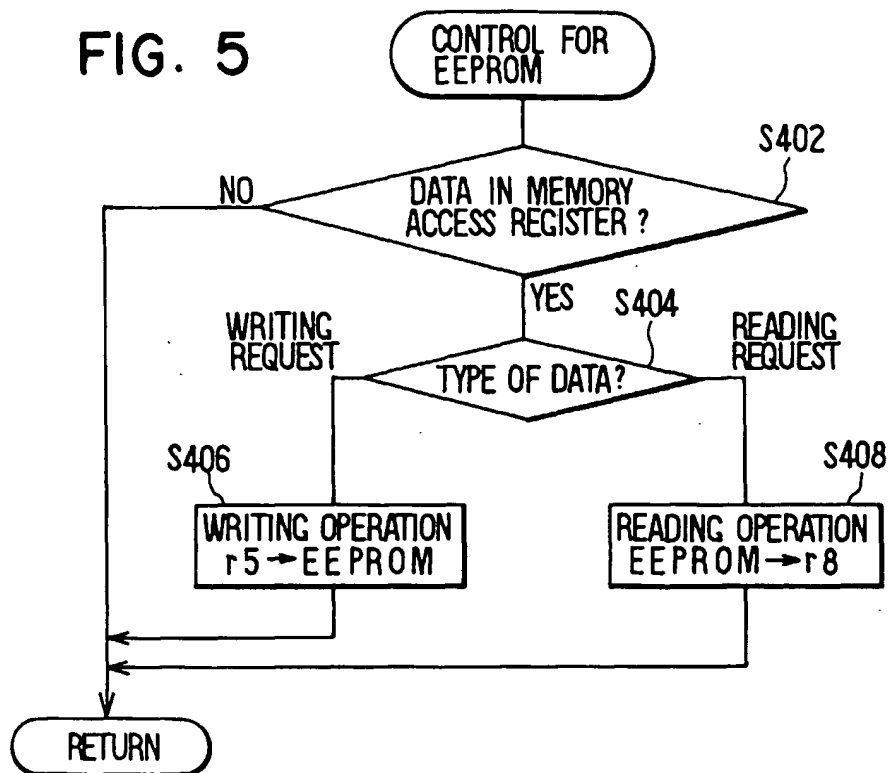 FIG. 5
CONTROL FOR
EEPROM
S402
NO
DATA IN MEMORY
ACCESS REGISTER ?
YES
S404
WRITING
REQUEST
READING
REQUEST
TYPE OF DATA?
S406
S408
WRITING OPERATION
r5→EEPROM
READING OPERATION
EEPROM→r8
RETURN